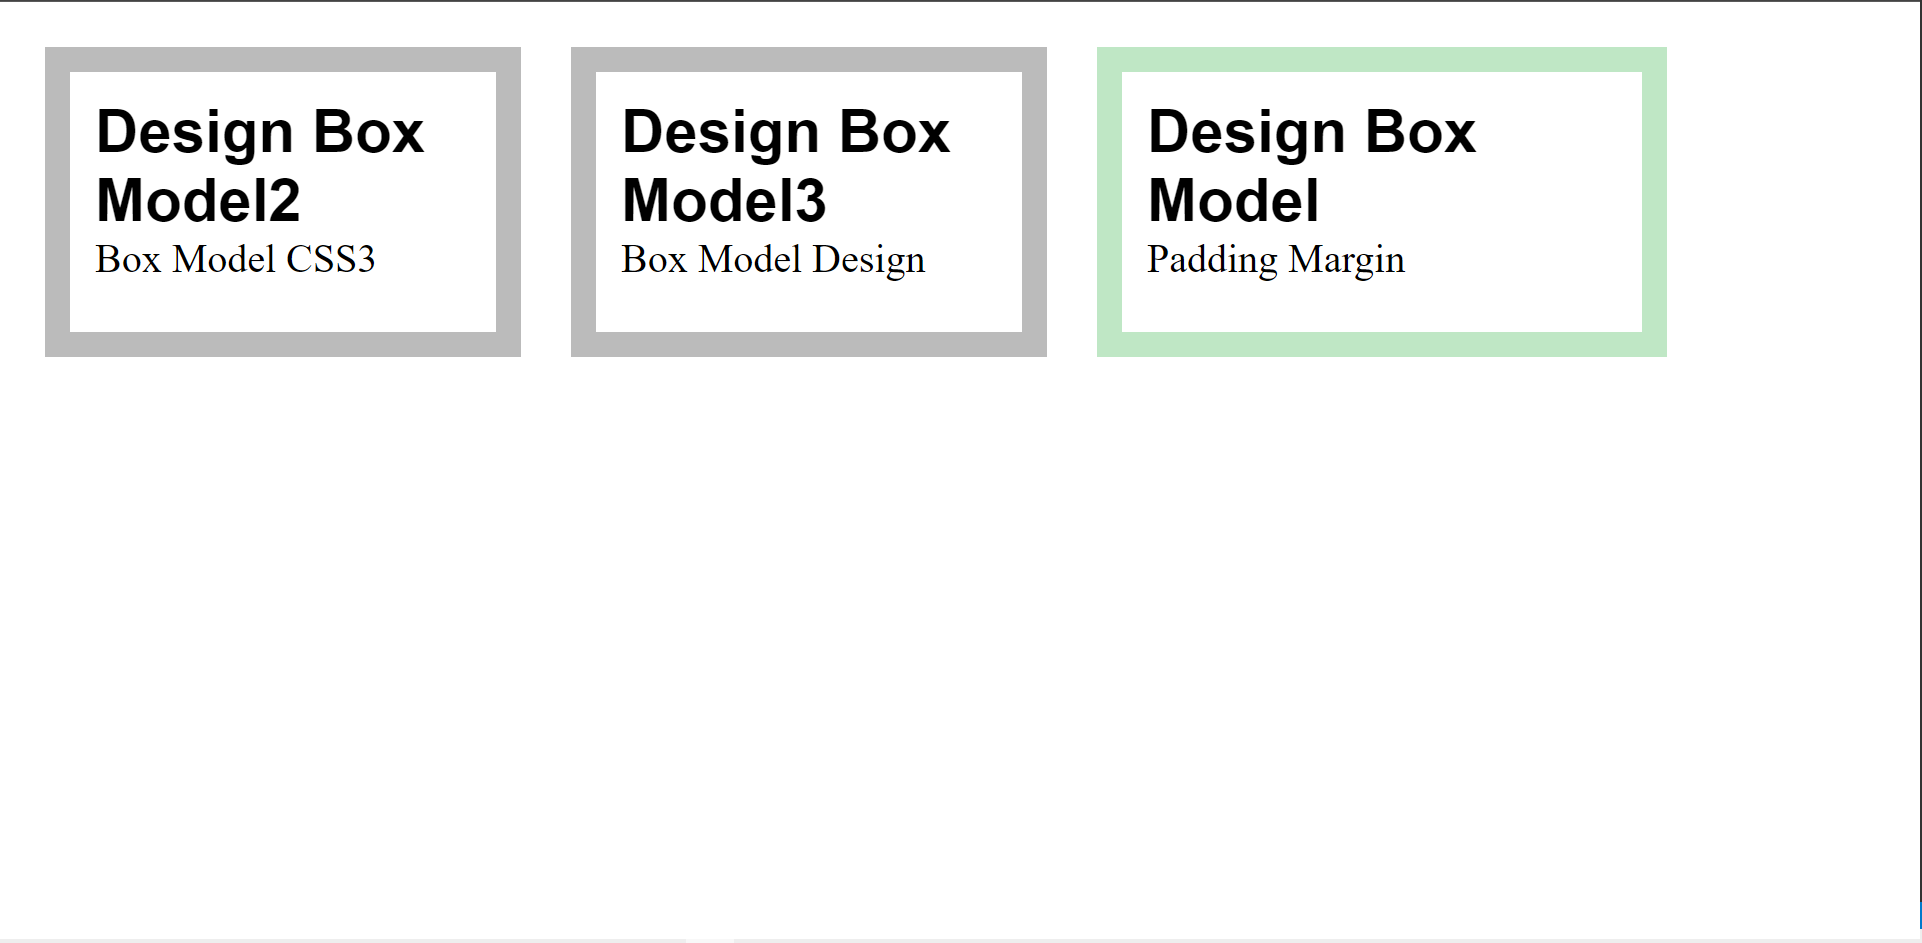 Design Box
Model2
Box Model CSS3
Design Box
Model3
Box Model Design
Design Box
Model
Padding Margin